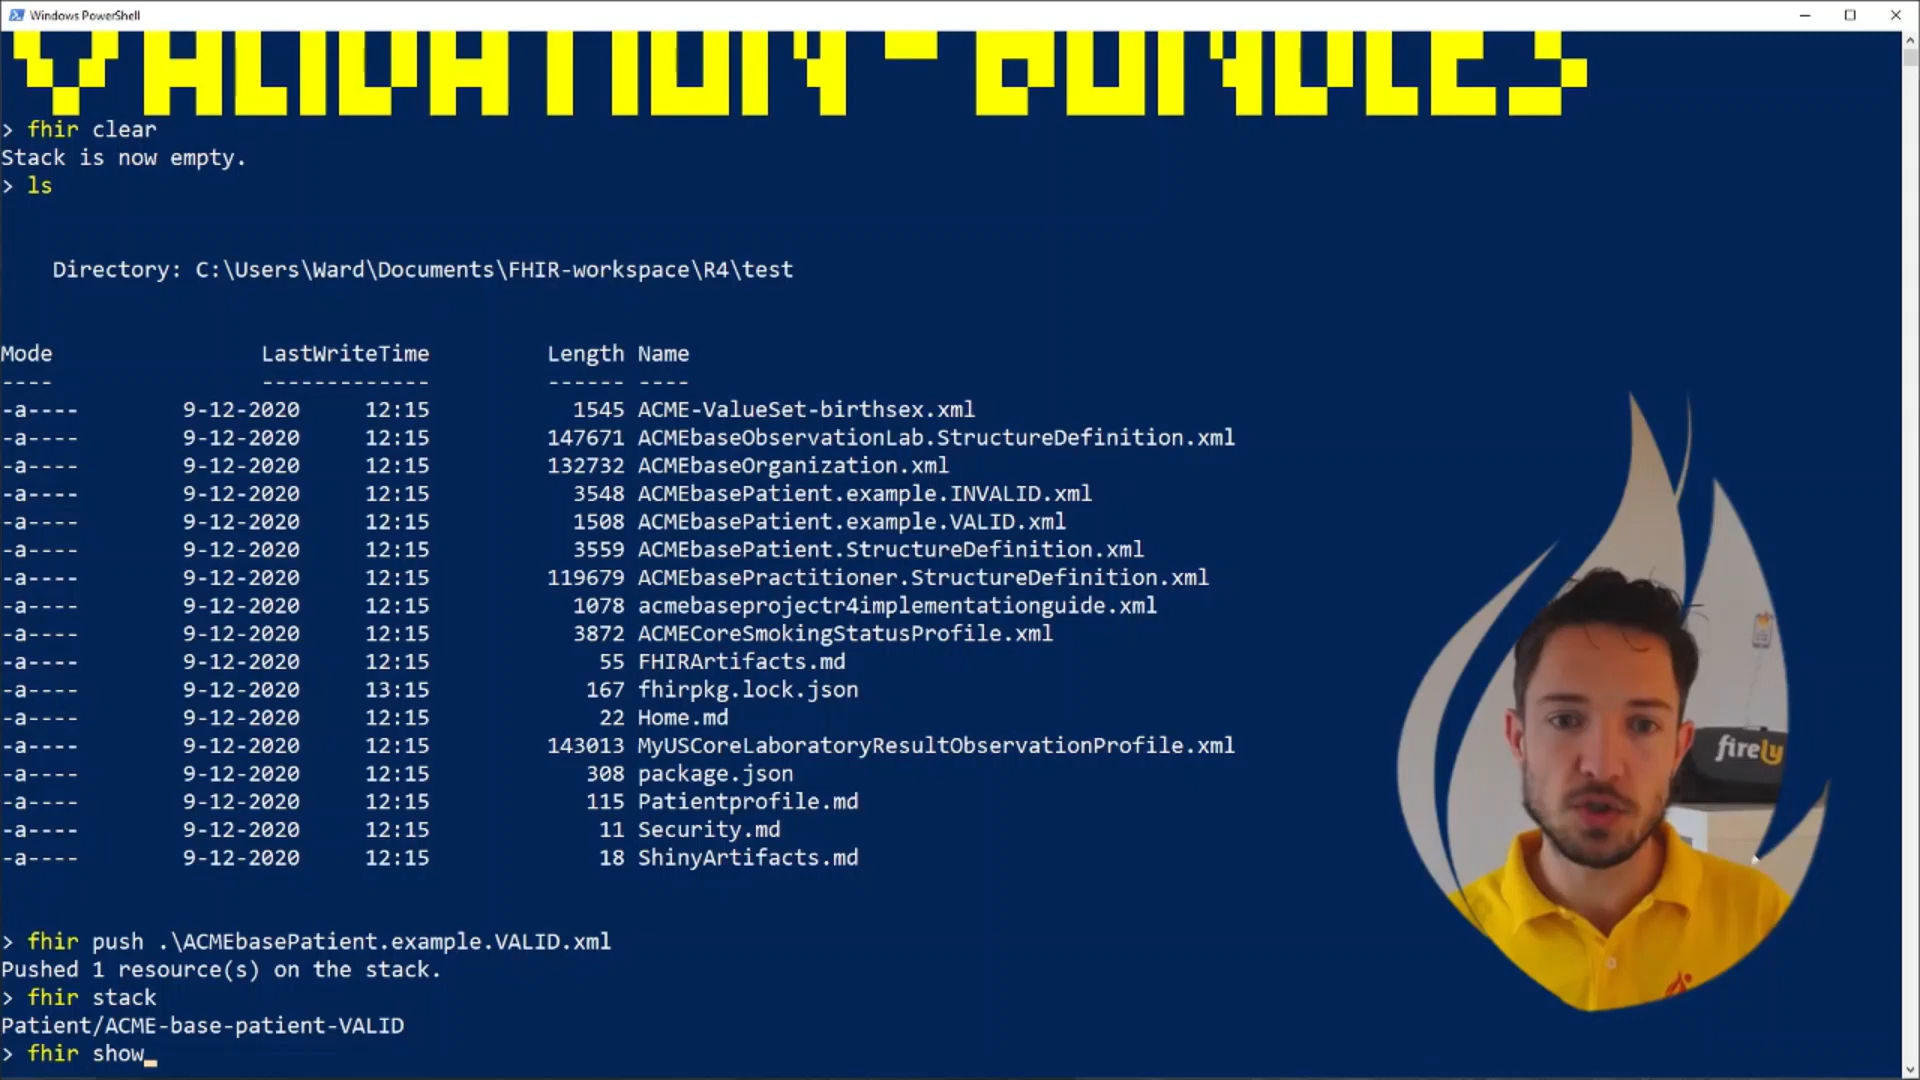 Windows PowerShell
VALIDATION-BUNDLES
> fhir clear
Stack is now empty.
> ls
Directory: C:\Users\Ward\Documents\FHIR-workspace\R4\test
Mode LastWriteTime Length Name
---- ------------- ------ ----
-a---- 9-12-2020 12:15 1545 ACME-ValueSet-birthsex.xml
-a---- 9-12-2020 12:15 147671 ACMEbaseObservationLab.StructureDefinition.xml
-a---- 9-12-2020 12:15 132732 ACMEbaseOrganization.xml
-a---- 9-12-2020 12:15 3548 ACMEbasePatient.example.INVALID.xml
-a---- 9-12-2020 12:15 1508 ACMEbasePatient.example.VALID.xml
-a---- 9-12-2020 12:15 3559 ACMEbasePatient.StructureDefinition.xml
-a---- 9-12-2020 12:15 119679 ACMEbasePractitioner.StructureDefinition.xml
-a---- 9-12-2020 12:15 1078 acmebaseprojectr4implementationguide.xml
-a---- 9-12-2020 12:15 3872 ACMECoreSmokingStatusProfile.xml
-a---- 9-12-2020 12:15 55 FHIRArtifacts.md
-a---- 9-12-2020 13:15 167 fhirpkg.lock.json
-a---- 9-12-2020 12:15 22 Home.md
-a---- 9-12-2020 12:15 143013 MyUSCoreLaboratoryResultObservationProfile.xml
-a---- 9-12-2020 12:15 308 package.json
-a---- 9-12-2020 12:15 115 Patientprofile.md
-a---- 9-12-2020 12:15 11 Security.md
-a---- 9-12-2020 12:15 18 ShinyArtifacts.md
> fhir push .\ACMEbasePatient.example.VALID.xml
Pushed 1 resource(s) on the stack.
> fhir stack
Patient/ACME-base-patient-VALID
> fhir show_
firely